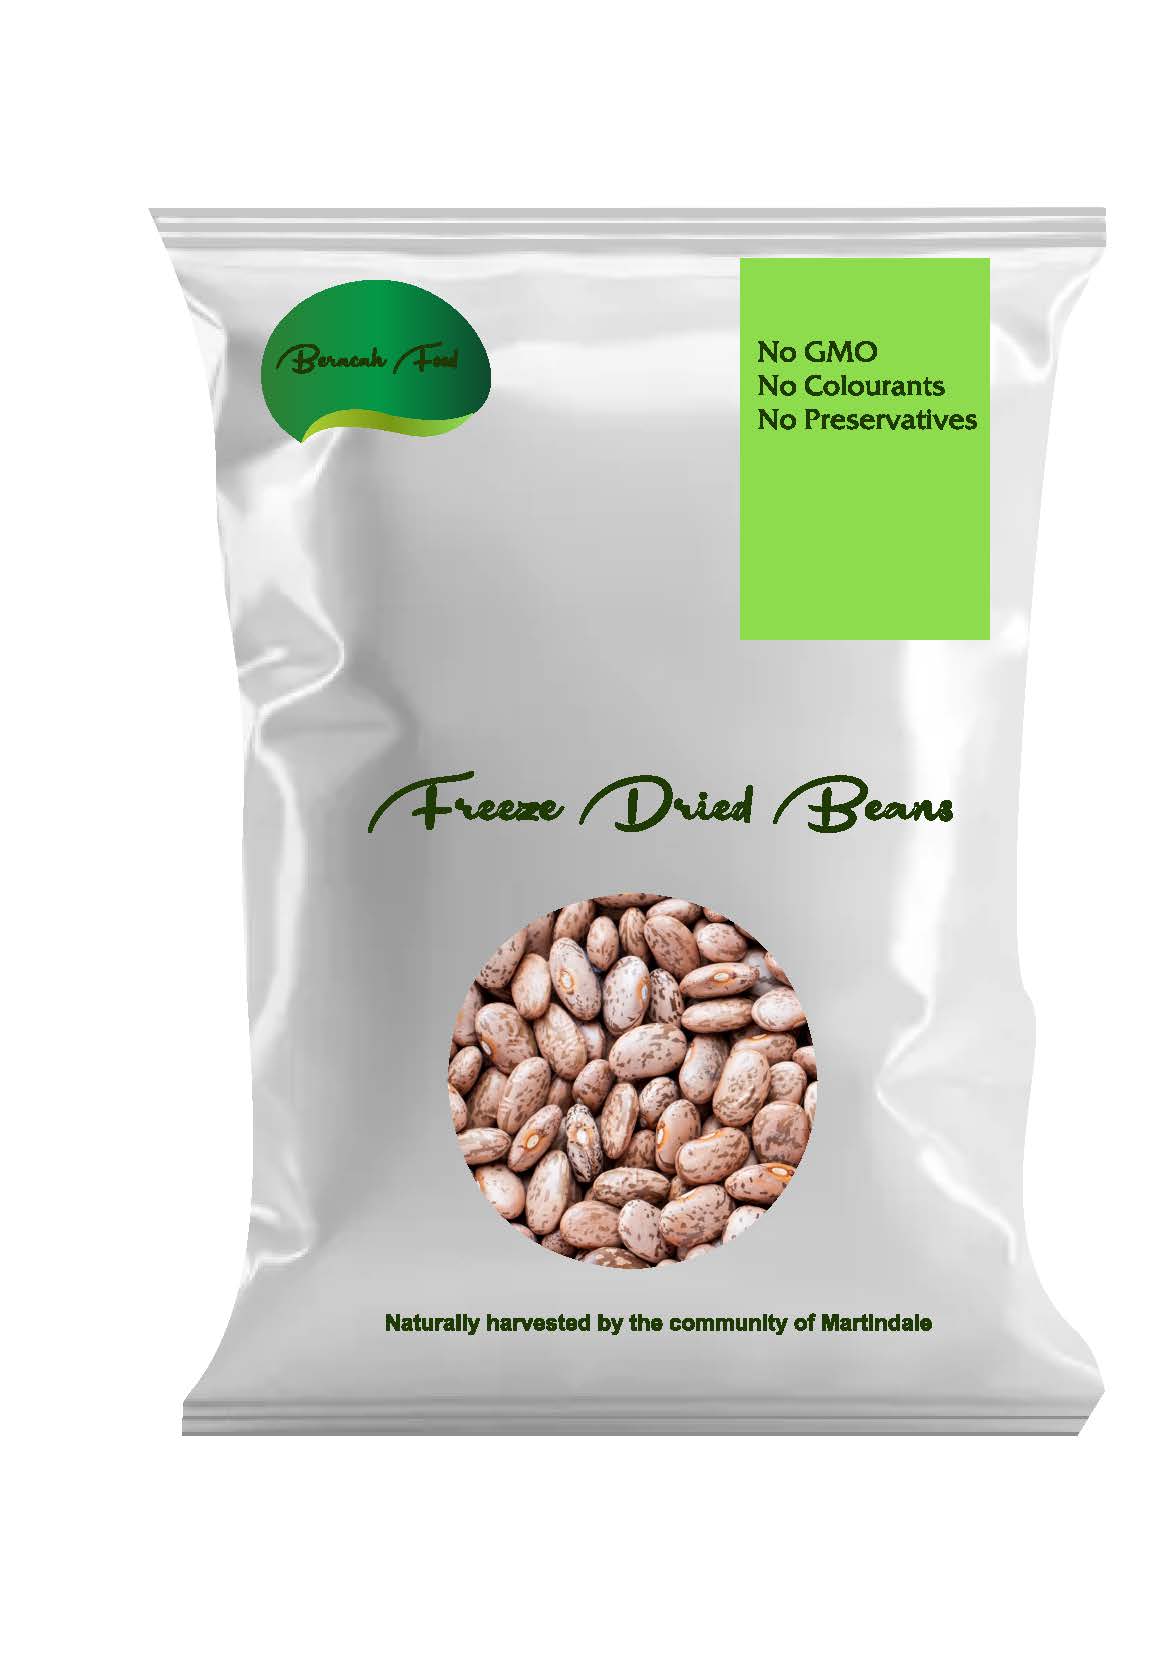 Beracah Food
No GMO
No Colourants
No Preservatives
Freeze Dried Beans
Naturally harvested by the community of Martindale